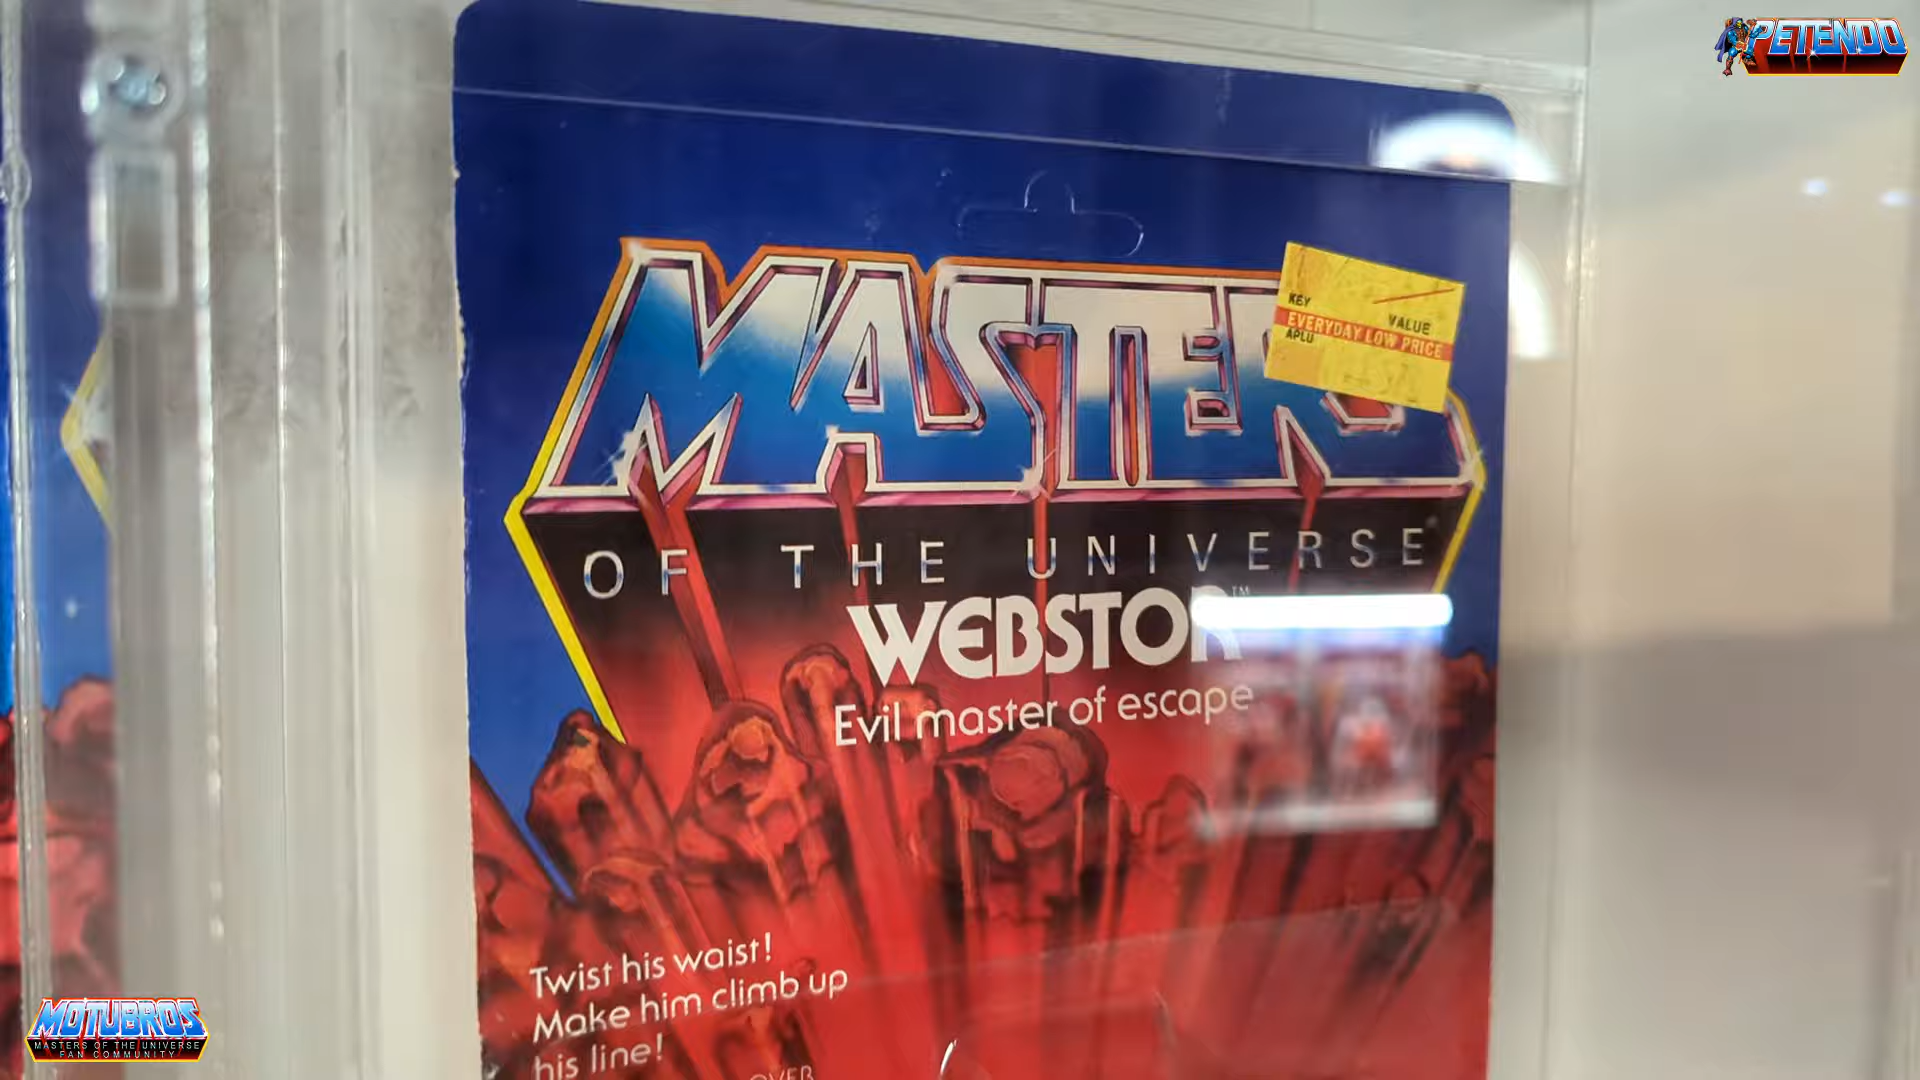 PETENDO
MASTERS
KEY
VALUE
EVERYDAY LOW PRICE
APLU
OF THE UNIVERSE®
WEBSTOR™
Evil master of escape
Twist his waist!
Make him climb up
his line!
OVER
MOTUBROS
MASTERS OF THE UNIVERSE
FAN COMMUNITY